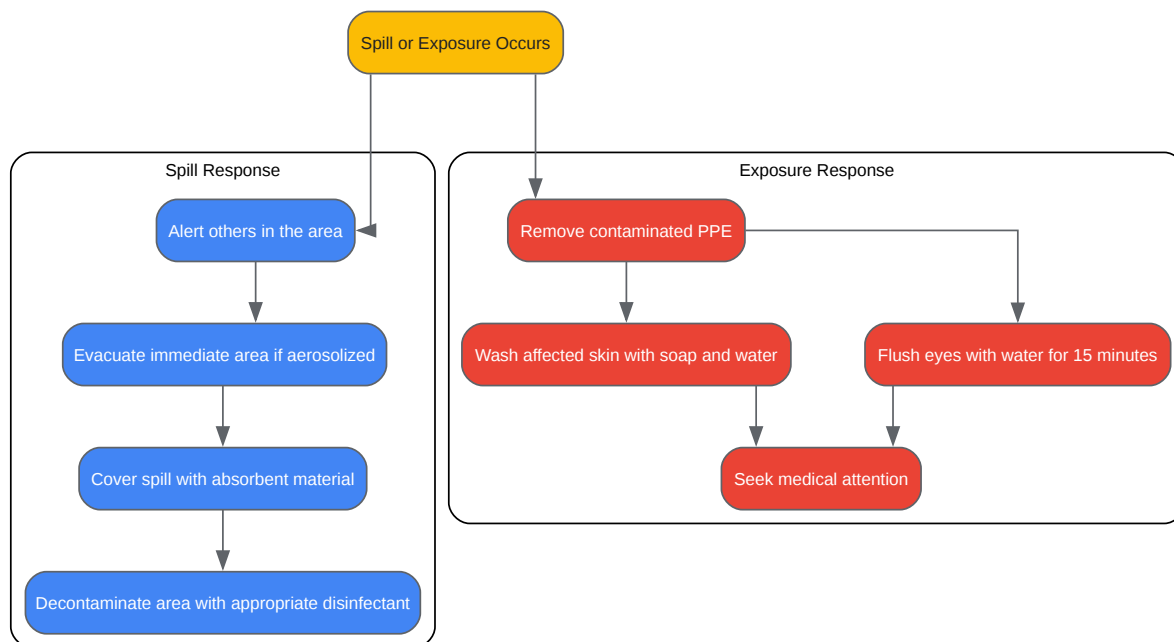 Spill or Exposure Occurs
Spill Response
Alert others in the area
Evacuate immediate area if aerosolized
Cover spill with absorbent material
Decontaminate area with appropriate disinfectant
Exposure Response
Remove contaminated PPE
Wash affected skin with soap and water
Flush eyes with water for 15 minutes
Seek medical attention